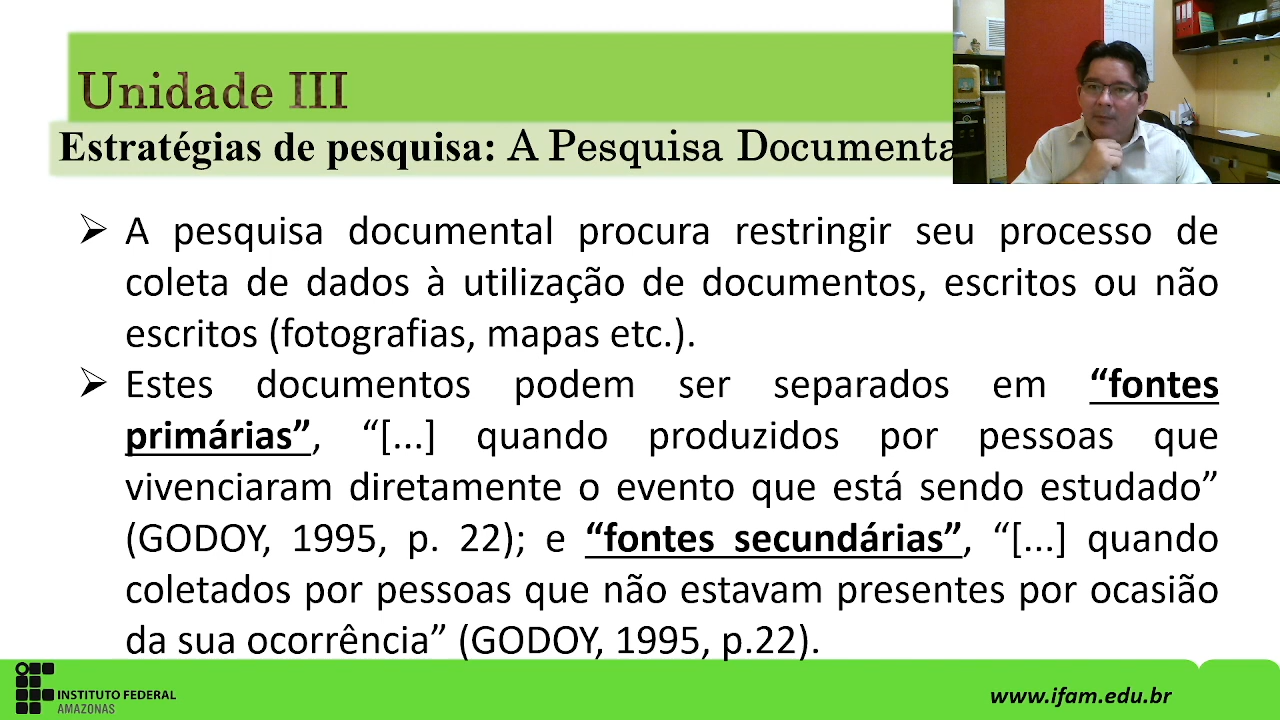 Unidade III
Estratégias de pesquisa: A Pesquisa Documenta
A pesquisa documental procura restringir seu processo de
coleta de dados à utilização de documentos, escritos ou não
escritos (fotografias, mapas etc.).
Estes documentos podem ser separados em “fontes
primárias”, “[...] quando produzidos por pessoas que
vivenciaram diretamente o evento que está sendo estudado”
(GODOY, 1995, p. 22); e “fontes secundárias”, “[...] quando
coletados por pessoas que não estavam presentes por ocasião
da sua ocorrência” (GODOY, 1995, p.22).
INSTITUTO FEDERAL
AMAZONAS
www.ifam.edu.br